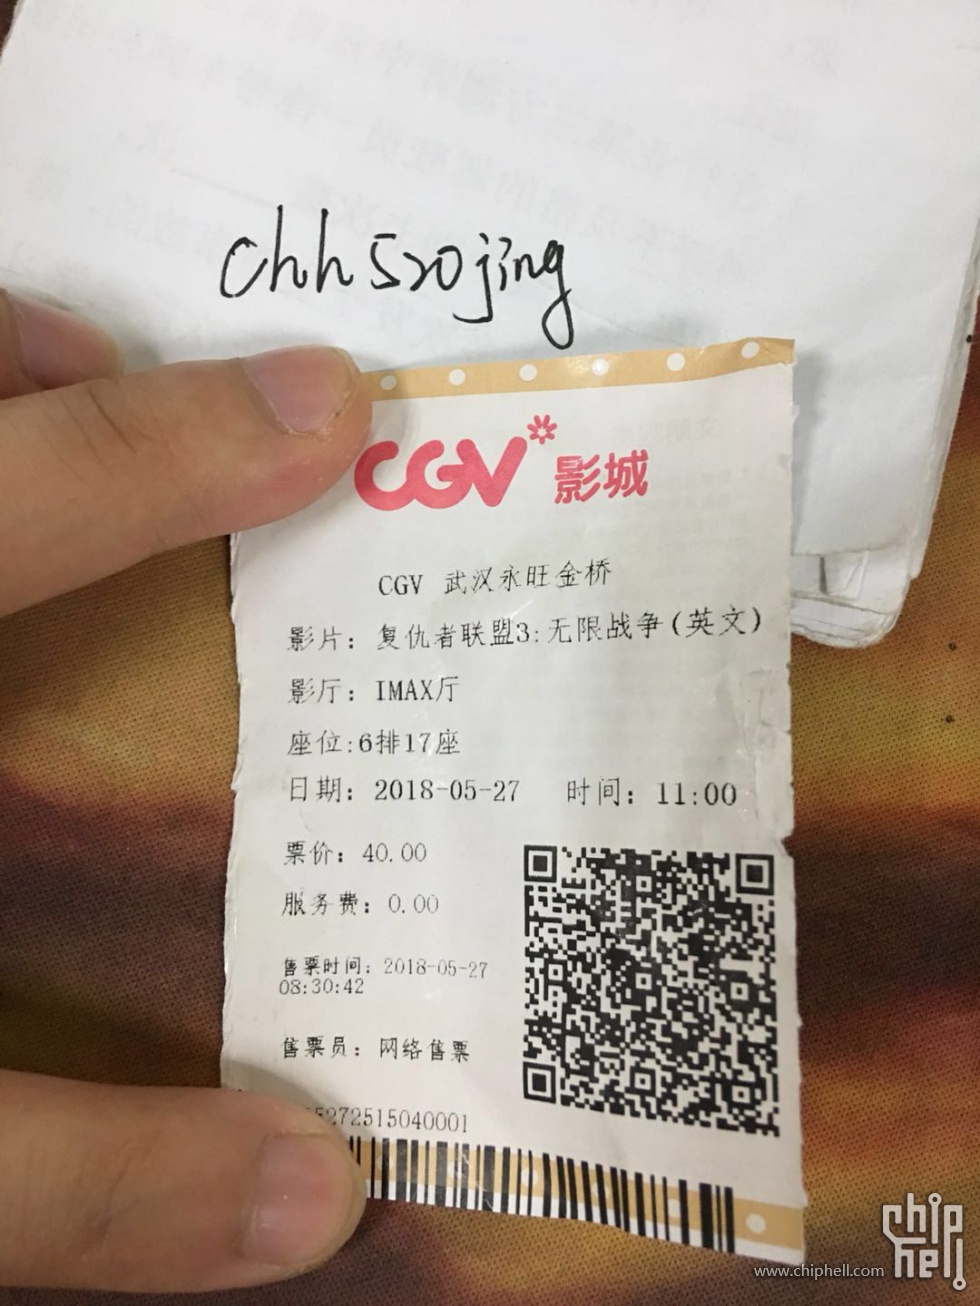 chh520jing
CGV影城
CGV 武汉永旺金桥
影片：复仇者联盟3:无限战争(英文)
影厅：IMAX厅
座位:6排17座
日期：2018-05-27 时间：11:00
票价：40.00
服务费：0.00
售票时间：2018-05-27
08:30:42
售票员：网络售票
5272515040001
chip
hell
www.chiphell.com